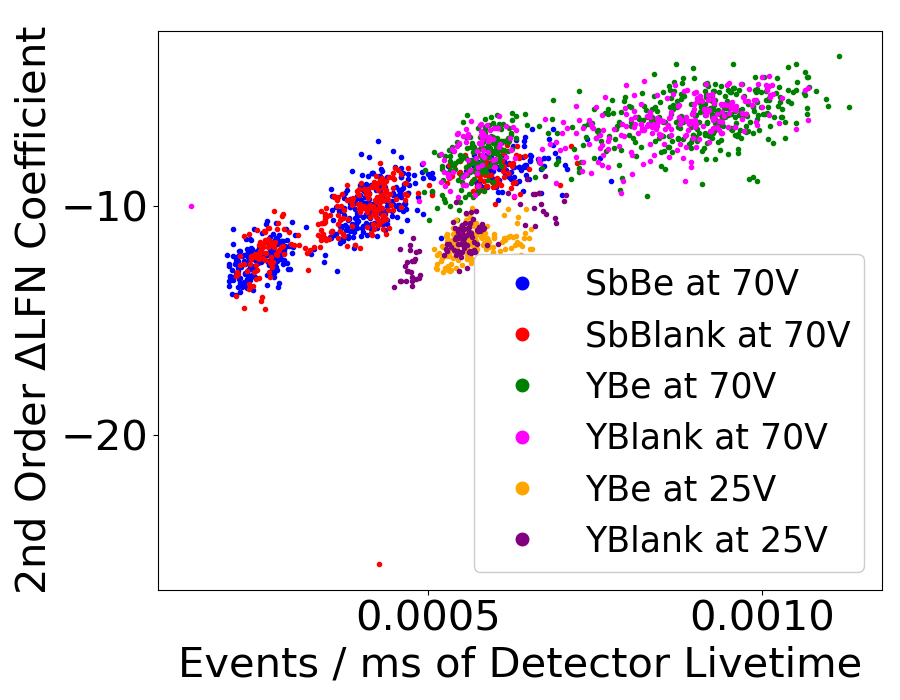 2nd Order ΔLFN Coefficient
−10
−20
SbBe at 70V
SbBlank at 70V
YBe at 70V
YBlank at 70V
YBe at 25V
YBlank at 25V
0.0005 0.0010
Events / ms of Detector Livetime